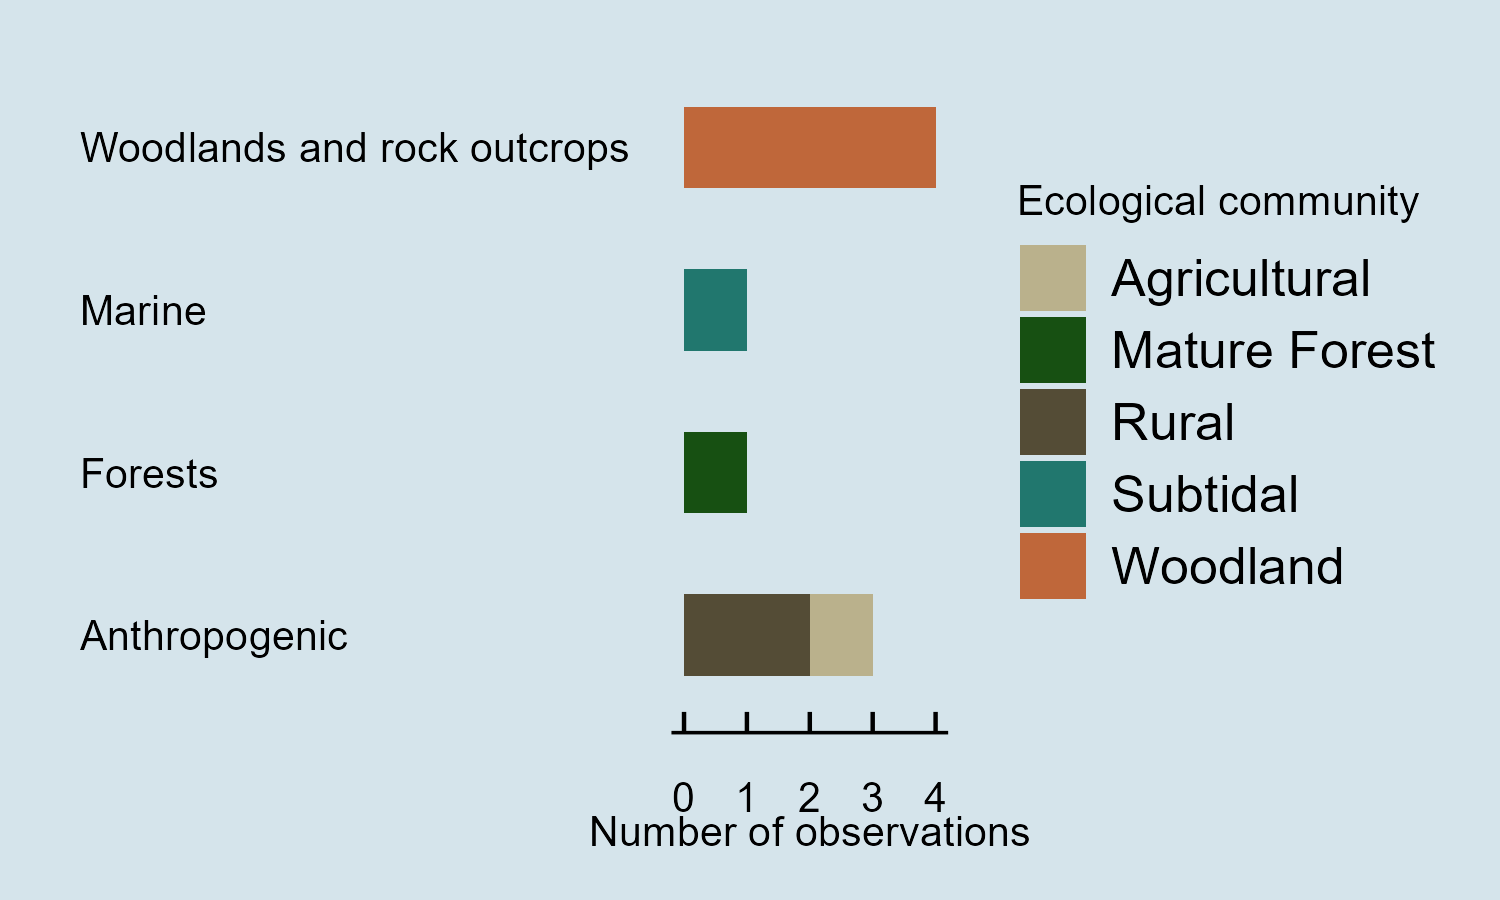 Woodlands and rock outcrops
Marine
Forests
Anthropogenic
0 1 2 3 4
Number of observations
Ecological community
Agricultural
Mature Forest
Rural
Subtidal
Woodland